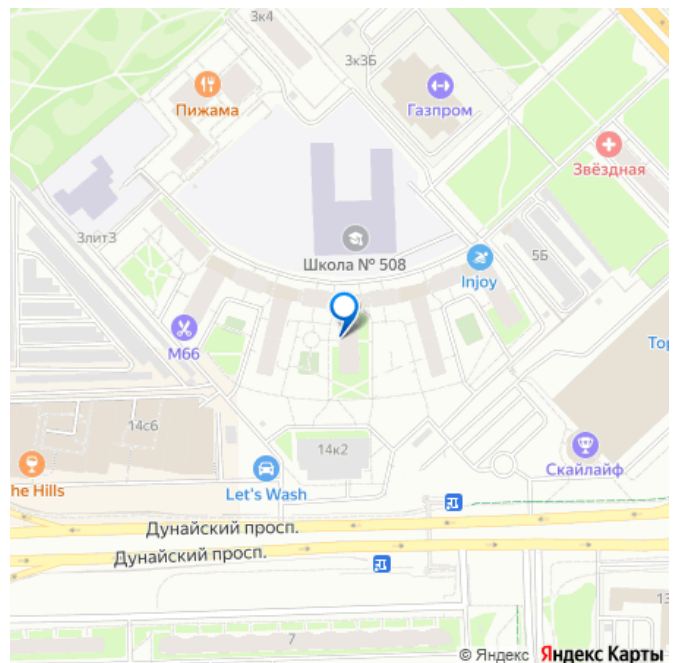 3к4
3к3Б
Пижама
Газпром
Звёздная
3литЗ
Школа № 508
5Б
Injoy
М66
Тор
14с6
14к2
Скайлайф
he Hills
Let's Wash
Дунайский просп.
Дунайский просп.
13
7
© Яндекс Яндекс Карты